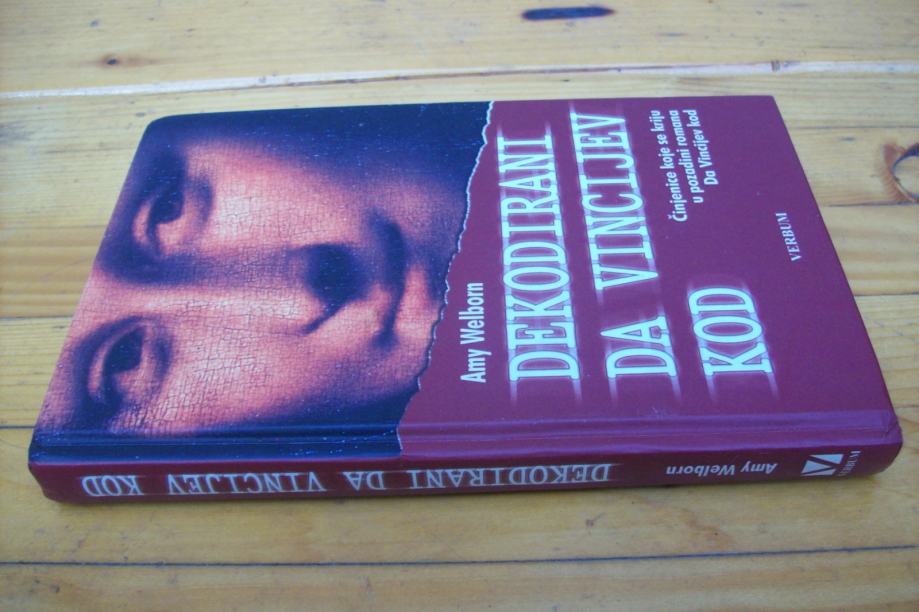 Amy Welborn
DEKODIRANI
DA VINCIJEV
KOD
Činjenice koje se kriju
u pozadini romana
Da Vincijev kod
VERBUM
DEKODIRANI DA VINCIJEV KOD
Amy Welborn
VERBUM